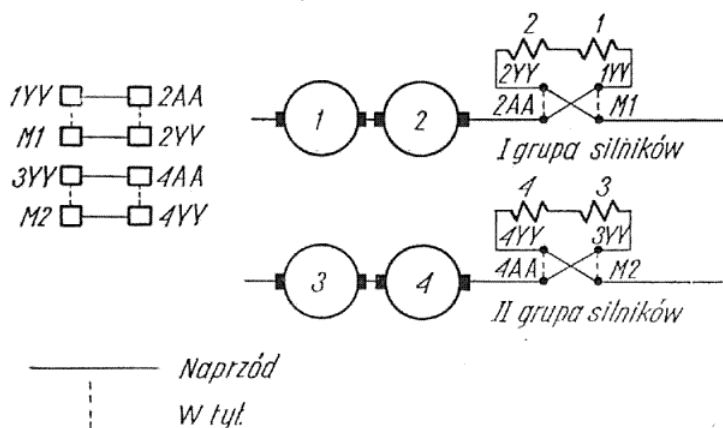 2 1
1YY 2AA
M1 2YY
3YY 4AA
M2 4YY
1 2
2YY 1YY
2AA M1
I grupa silników
4 3
4YY 3YY
3 4
4AA M2
II grupa silników
Naprzód
W tył.